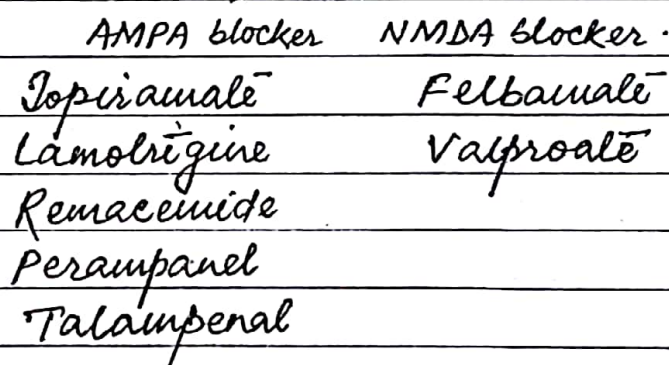 AMPA blocker NMDA blocker.
Topiramate Felbamate
Lamotrigine Valproate
Remacemide
Perampanel
Talampenal